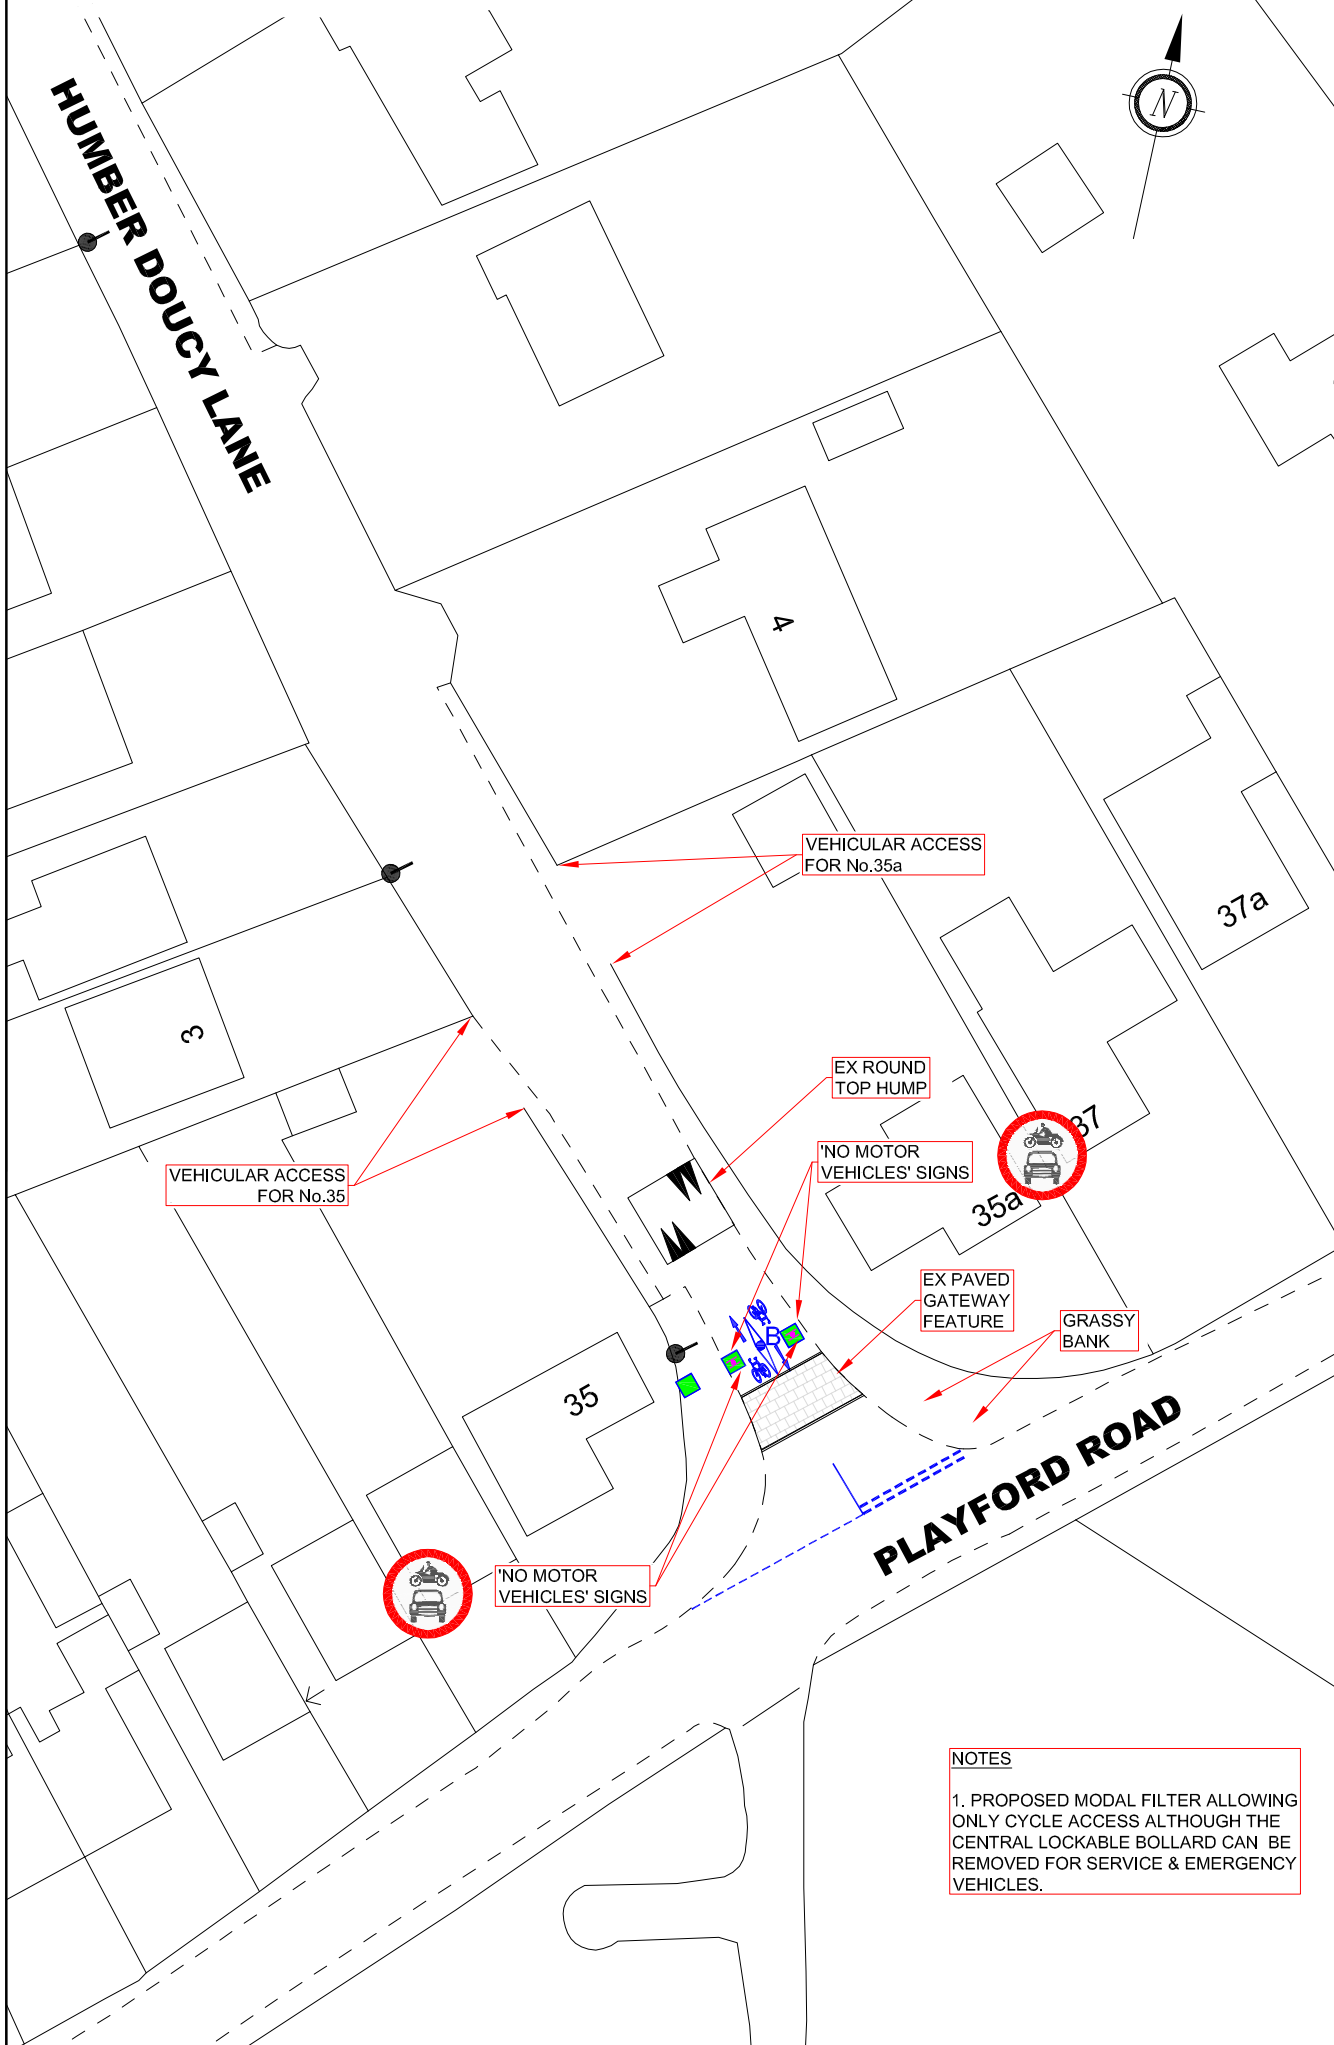 HUMBER DOUCY LANE
N
4
VEHICULAR ACCESS
FOR No.35a
37a
3
EX ROUND
TOP HUMP
37
'NO MOTOR
VEHICLES' SIGNS
VEHICULAR ACCESS
FOR No.35
35a
EX PAVED
GATEWAY
FEATURE
GRASSY
BANK
B
35
PLAYFORD ROAD
'NO MOTOR
VEHICLES' SIGNS
NOTES
1. PROPOSED MODAL FILTER ALLOWING
ONLY CYCLE ACCESS ALTHOUGH THE
CENTRAL LOCKABLE BOLLARD CAN BE
REMOVED FOR SERVICE & EMERGENCY
VEHICLES.